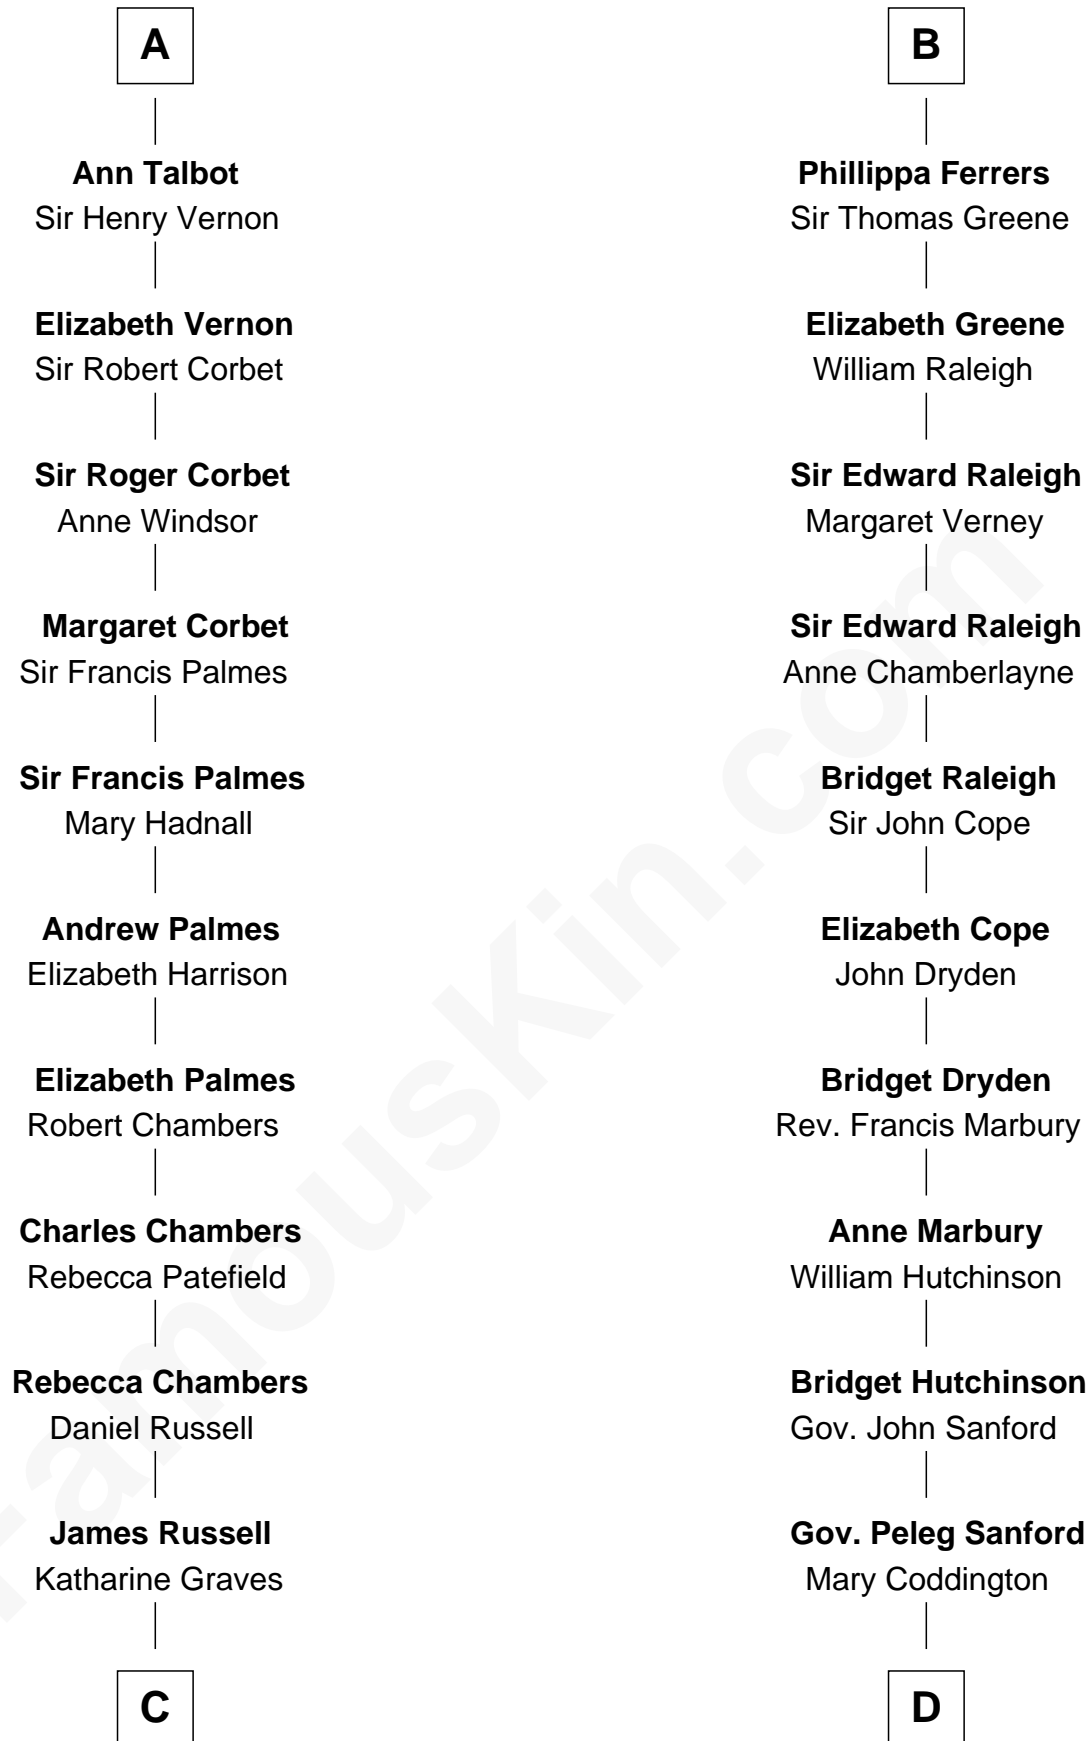 A
Ann Talbot
Sir Henry Vernon
Elizabeth Vernon
Sir Robert Corbet
Sir Roger Corbet
Anne Windsor
Margaret Corbet
Sir Francis Palmes
Sir Francis Palmes
Mary Hadnall
Andrew Palmes
Elizabeth Harrison
Elizabeth Palmes
Robert Chambers
Charles Chambers
Rebecca Patefield
Rebecca Chambers
Daniel Russell
James Russell
Katharine Graves
C
B
Phillippa Ferrers
Sir Thomas Greene
Elizabeth Greene
William Raleigh
Sir Edward Raleigh
Margaret Verney
Sir Edward Raleigh
Anne Chamberlayne
Bridget Raleigh
Sir John Cope
Elizabeth Cope
John Dryden
Bridget Dryden
Rev. Francis Marbury
Anne Marbury
William Hutchinson
Bridget Hutchinson
Gov. John Sanford
Gov. Peleg Sanford
Mary Coddington
D
FamousKin.com